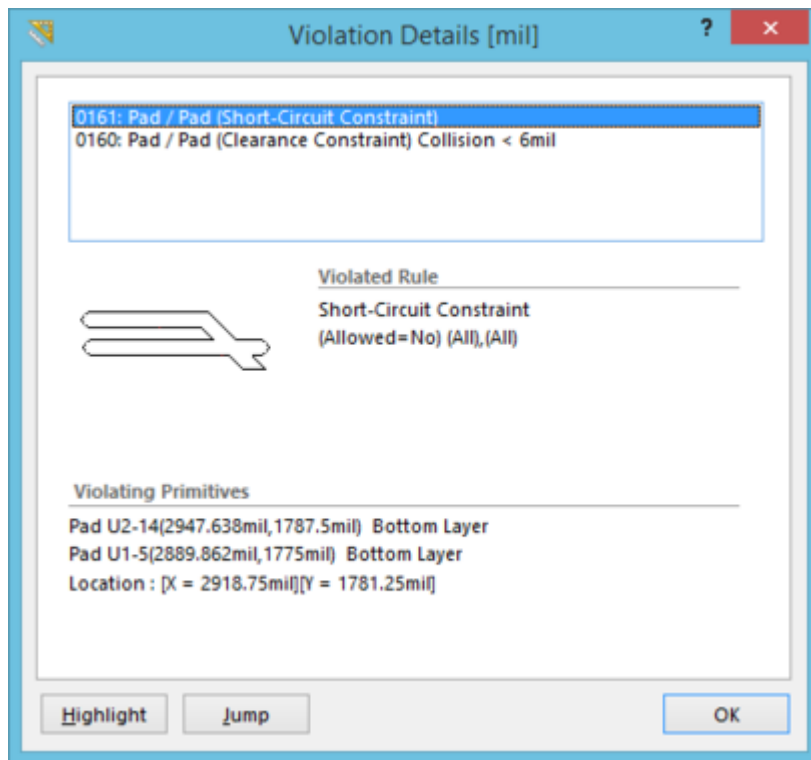 Violation Details [mil]
?
×
0161: Pad / Pad (Short-Circuit Constraint)
0160: Pad / Pad (Clearance Constraint) Collision < 6mil
Violated Rule
Short-Circuit Constraint
(Allowed=No) (All),(All)
Violating Primitives
Pad U2-14(2947.638mil,1787.5mil)  Bottom Layer
Pad U1-5(2889.862mil,1775mil)  Bottom Layer
Location : [X = 2918.75mil][Y = 1781.25mil]
Highlight
Jump
OK